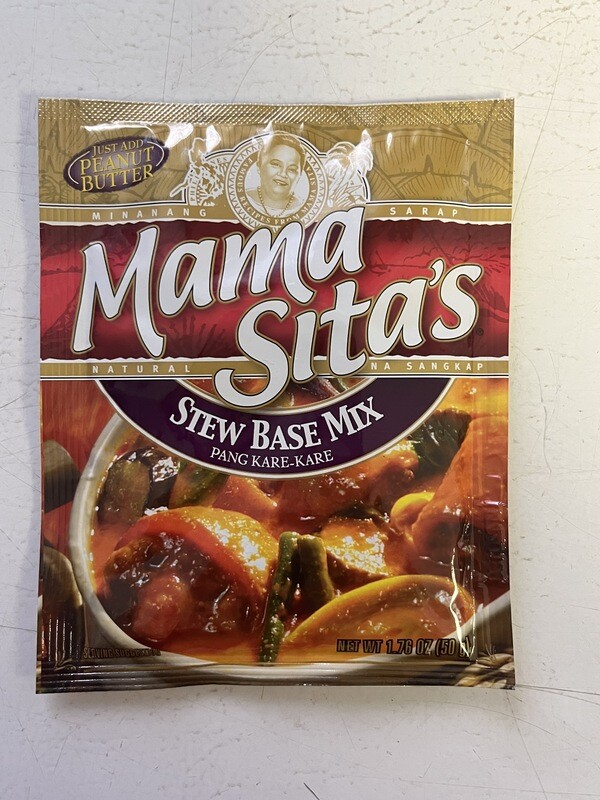 JUST ADD
PEANUT
BUTTER
MINANANG SARAP
Mama
Sita's
NATURAL NA SANGKAP
STEW BASE MIX
PANG KARE-KARE
NET WT 1.76 OZ (50